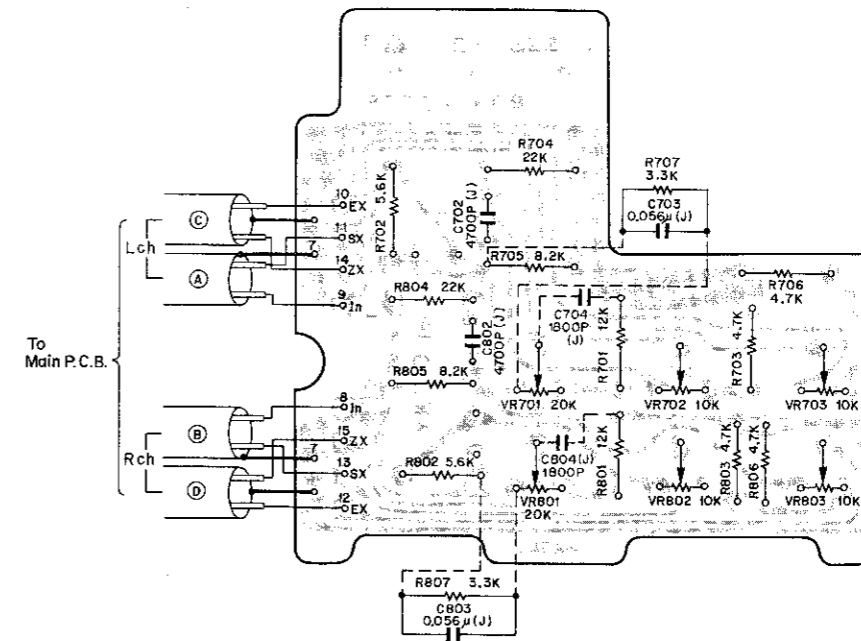 R704
22K
R707
3.3K
C703
0.056μ(J)
R702 5.6K
C702
4700P (J)
10
EX
C
11
SX
Lch
7
14
ZX
A
9
In
R705 8.2K
R804 22K
R706
4.7K
C704
1800P
(J)
12K
R701
C802
4700P (J)
R703 4.7K
To
Main P.C.B.
R805 8.2K
VR701 20K
VR702 10K
VR703 10K
8
In
B
15
ZX
Rch
7
13
SX
D
12
EX
R802 5.6K
C804(J)
1800P
12K
R801
R803 4.7K
R806 4.7K
VR801
20K
VR802 10K
VR803 10K
R807 3.3K
C803
0.056μ(J)